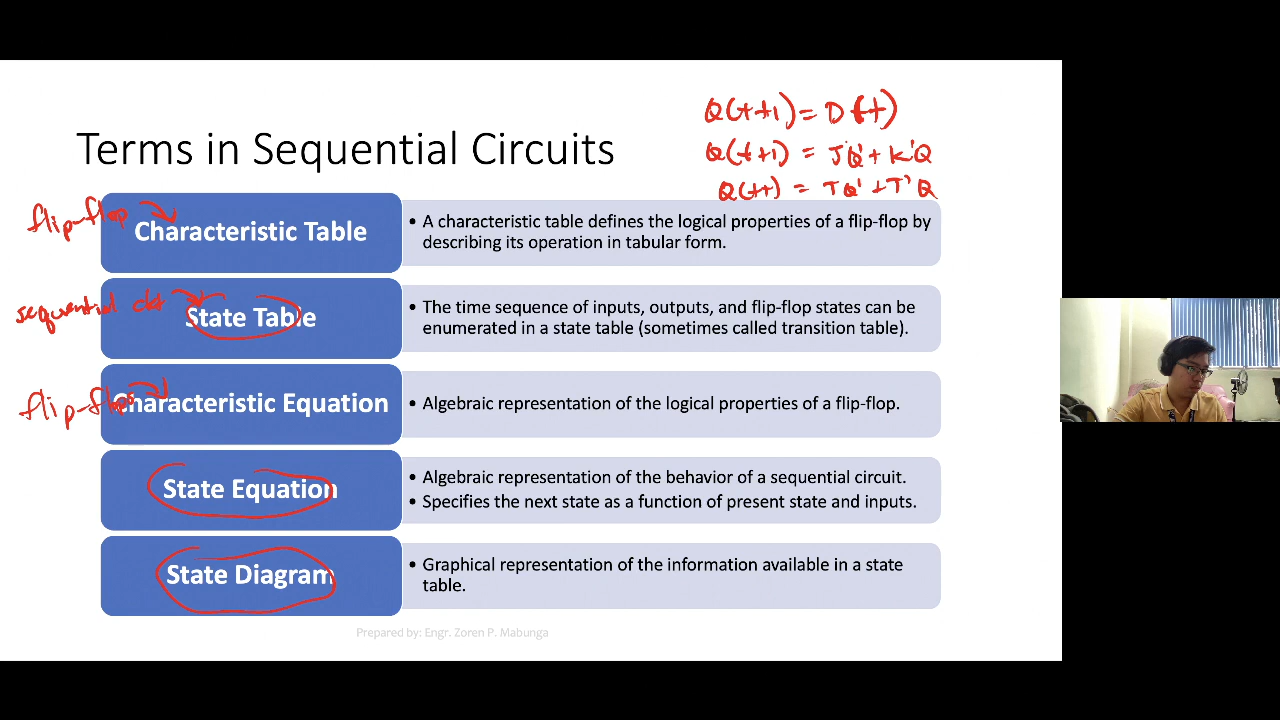 Q(t+1) = D(t)
Q(t+1) = JQ' + K'Q
Q(t+) = TQ' + T'Q
Terms in Sequential Circuits
flip-flop
Characteristic Table
• A characteristic table defines the logical properties of a flip-flop by
describing its operation in tabular form.
sequential ckt
State Table
• The time sequence of inputs, outputs, and flip-flop states can be
enumerated in a state table (sometimes called transition table).
flip-flops
Characteristic Equation
• Algebraic representation of the logical properties of a flip-flop.
State Equation
• Algebraic representation of the behavior of a sequential circuit.
• Specifies the next state as a function of present state and inputs.
State Diagram
• Graphical representation of the information available in a state
table.
Prepared by: Engr. Zoren P. Mabunga